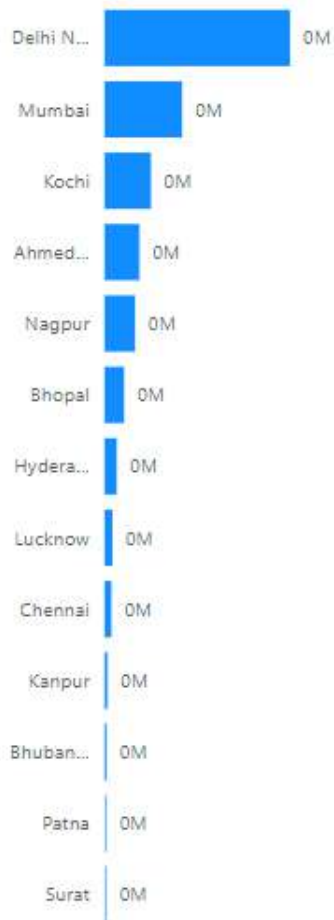 Delhi N... 0M
Mumbai 0M
Kochi 0M
Ahmed... 0M
Nagpur 0M
Bhopal 0M
Hydera... 0M
Lucknow 0M
Chennai 0M
Kanpur 0M
Bhuban... 0M
Patna 0M
Surat 0M